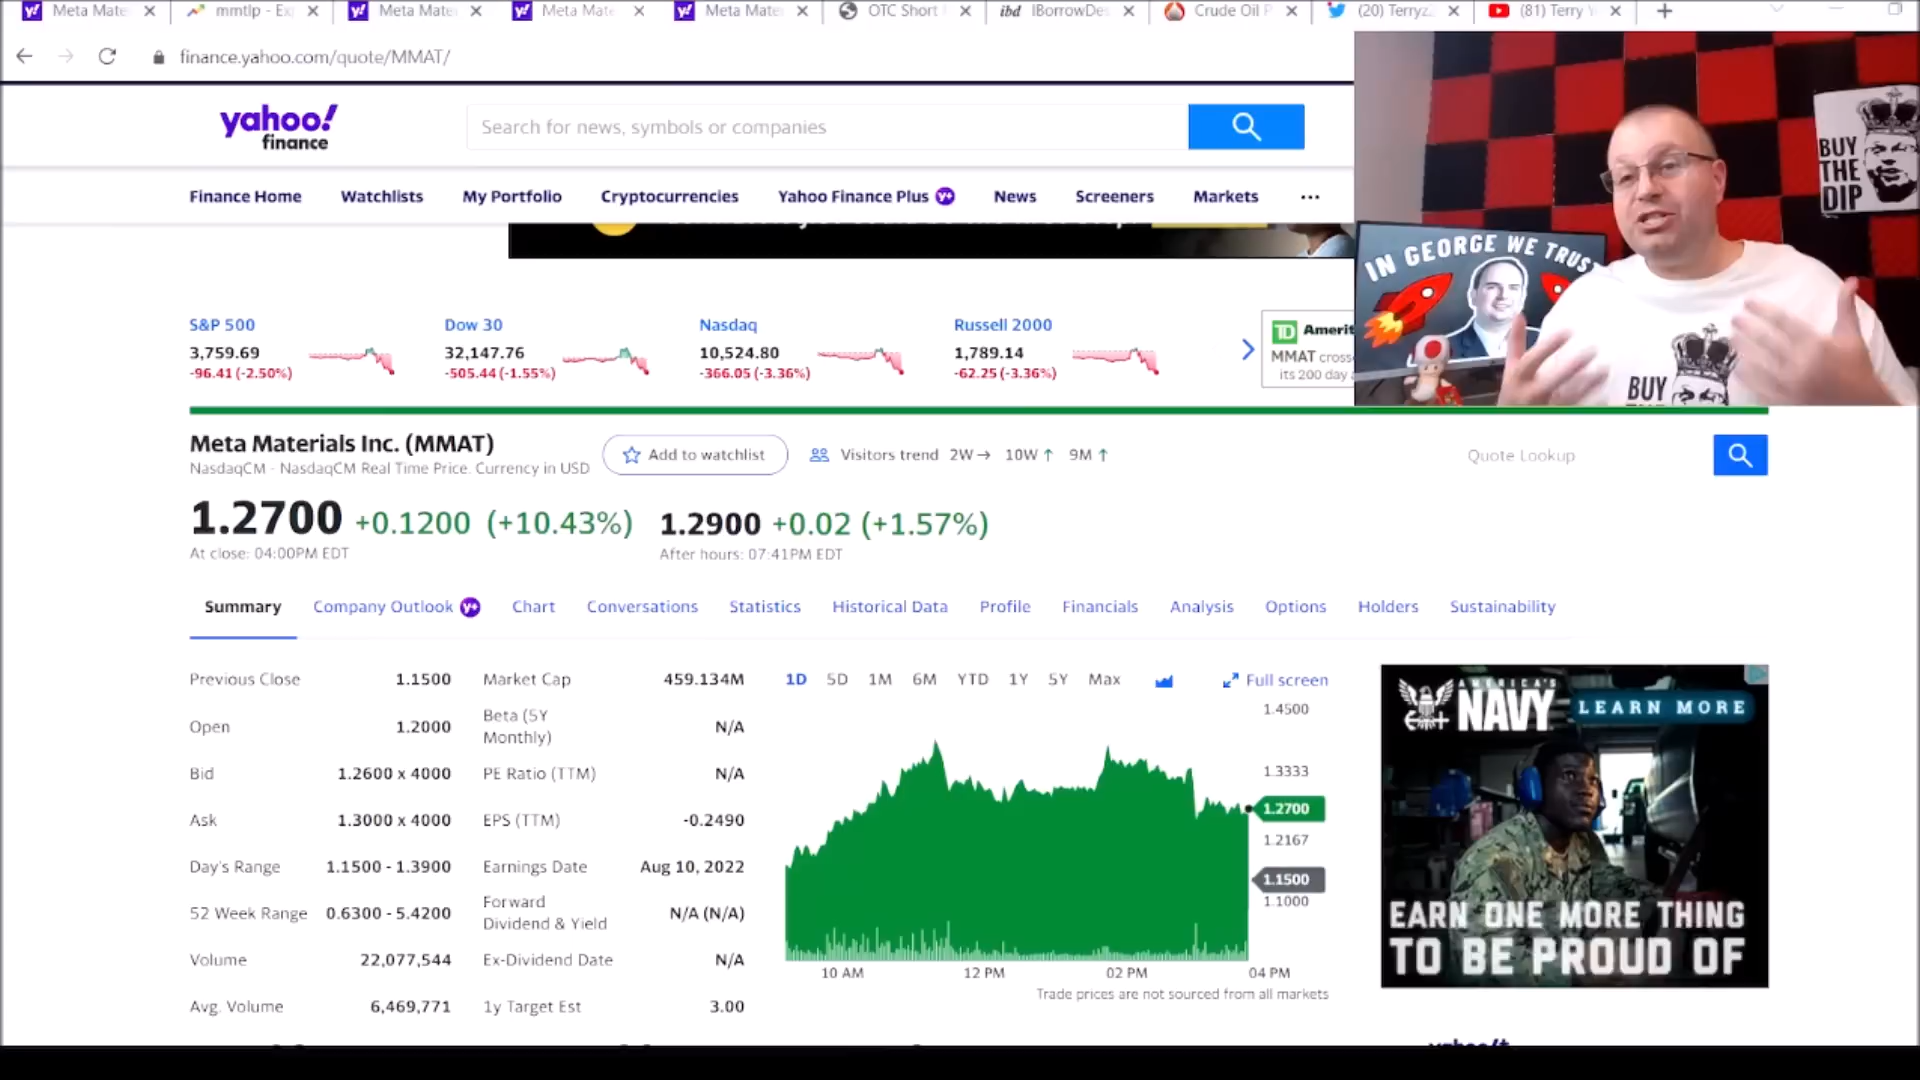 Meta Mate
mmtlp - Ex
Meta Mate
Meta Mate
Meta Mate
OTC Short
ibd IBorrowDes
Crude Oil P
(20) Terryz
(81) Terry Y
finance.yahoo.com/quote/MMAT/
yahoo!
finance
Search for news, symbols or companies
Finance Home Watchlists My Portfolio Cryptocurrencies Yahoo Finance Plus y+ News Screeners Markets ...
BUY
THE
DIP
IN GEORGE WE TRUST
BUY
S&P 500
3,759.69
-96.41 (-2.50%)
Dow 30
32,147.76
-505.44 (-1.55%)
Nasdaq
10,524.80
-366.05 (-3.36%)
Russell 2000
1,789.14
-62.25 (-3.36%)
TD Amerit
MMAT cross
its 200 day
Meta Materials Inc. (MMAT)
NasdaqCM - NasdaqCM Real Time Price. Currency in USD
Add to watchlist
Visitors trend 2W→ 10W↑ 9M↑
Quote Lookup
1.2700 +0.1200 (+10.43%)
At close: 04:00PM EDT
1.2900 +0.02 (+1.57%)
After hours: 07:41PM EDT
Summary Company Outlook y+ Chart Conversations Statistics Historical Data Profile Financials Analysis Options Holders Sustainability
Previous Close 1.1500
Open 1.2000
Bid 1.2600 x 4000
Ask 1.3000 x 4000
Day's Range 1.1500 - 1.3900
52 Week Range 0.6300 - 5.4200
Volume 22,077,544
Avg. Volume 6,469,771
Market Cap 459.134M
Beta (5Y
Monthly) N/A
PE Ratio (TTM) N/A
EPS (TTM) -0.2490
Earnings Date Aug 10, 2022
Forward
Dividend & Yield N/A (N/A)
Ex-Dividend Date N/A
1y Target Est 3.00
1D 5D 1M 6M YTD 1Y 5Y Max
Full screen
1.4500
1.3333
1.2700
1.2167
1.1500
1.1000
10 AM 12 PM 02 PM 04 PM
Trade prices are not sourced from all markets
AMERICA'S
NAVY
LEARN MORE
EARN ONE MORE THING
TO BE PROUD OF